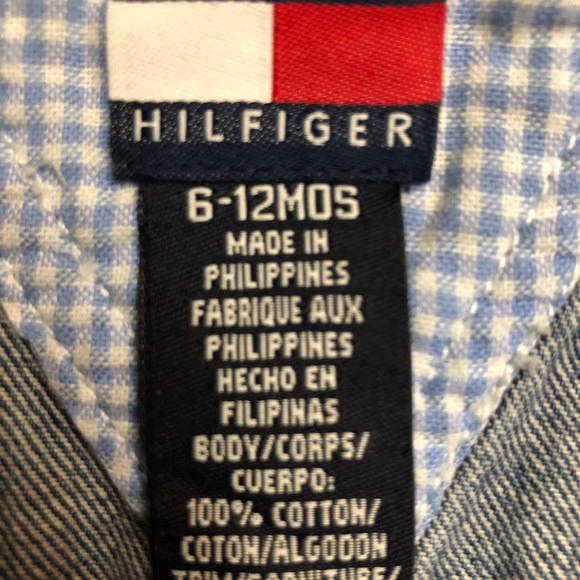 HILFIGER
6-12MOS
MADE IN
PHILIPPINES
FABRIQUE AUX
PHILIPPINES
HECHO EN
FILIPINAS
BODY/CORPS/
CUERPO:
100% COTTON/
COTON/ALGODON